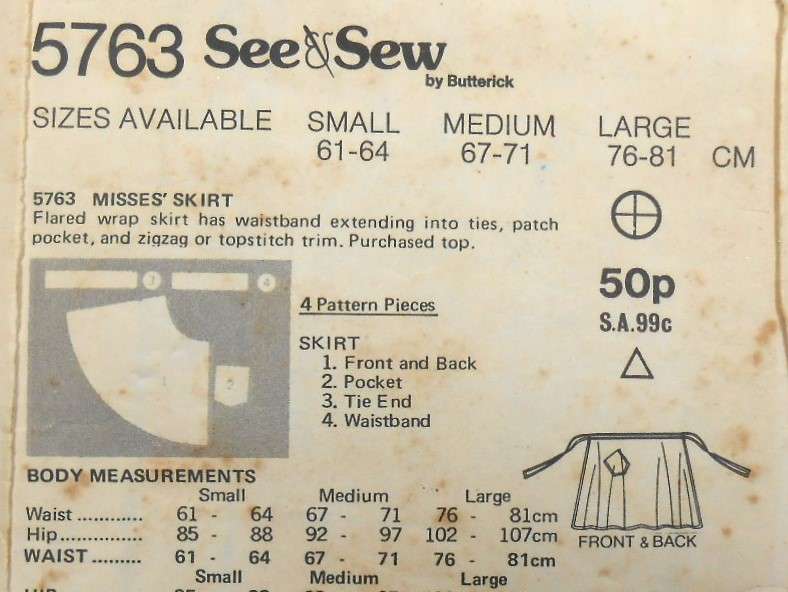 5763 See & Sew
by Butterick
SIZES AVAILABLE SMALL MEDIUM LARGE
61-64 67-71 76-81 CM
5763 MISSES' SKIRT
Flared wrap skirt has waistband extending into ties, patch
pocket, and zigzag or topstitch trim. Purchased top.
50p
S.A.99c
3 4
2
4 Pattern Pieces
SKIRT
1. Front and Back
2. Pocket
3. Tie End
4. Waistband
FRONT & BACK
BODY MEASUREMENTS
Small Medium Large
Waist ............ 61 - 64 67 - 71 76 - 81cm
Hip............... 85 - 88 92 - 97 102 - 107cm
WAIST ......... 61 - 64 67 - 71 76 - 81cm
Small Medium Large